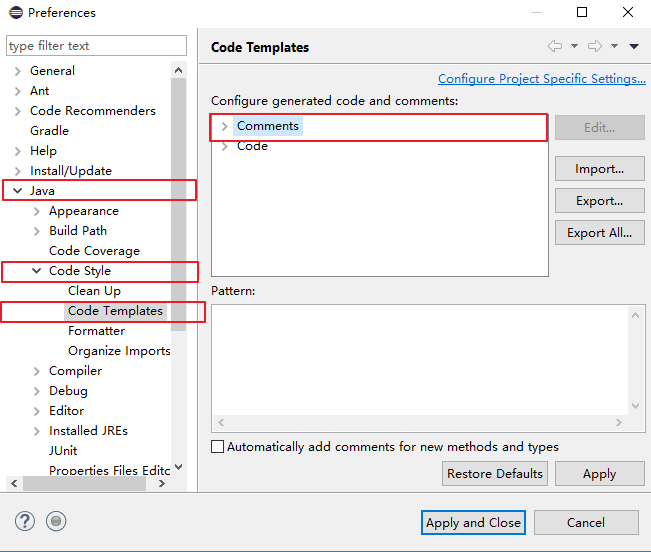 Preferences
type filter text
General
Ant
Code Recommenders
Gradle
Help
Install/Update
Java
Appearance
Build Path
Code Coverage
Code Style
Clean Up
Code Templates
Formatter
Organize Imports
Compiler
Debug
Editor
Installed JREs
JUnit
Properties Files Edito
Code Templates
Configure Project Specific Settings...
Configure generated code and comments:
Comments
Code
Edit...
Import...
Export...
Export All...
Pattern:
Automatically add comments for new methods and types
Restore Defaults
Apply
?
Apply and Close
Cancel